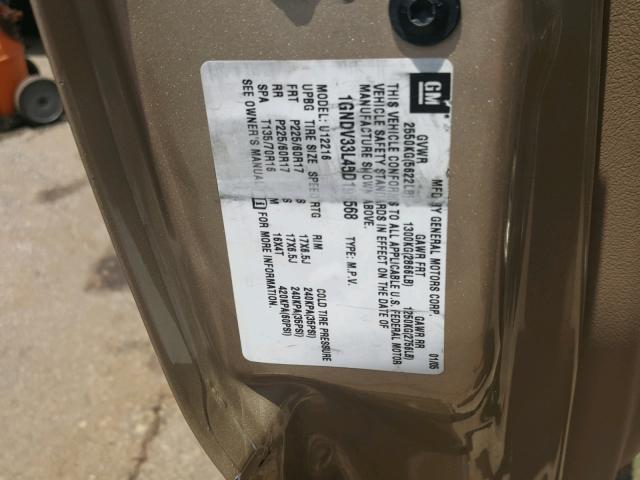 GM
MFD BY GENERAL MOTORS CORP. 01/05
GVWR GAWR FRT GAWR RR
2550KG(5622LB) 1300KG(2866LB) 1250KG(2756LB)
THIS VEHICLE CONFORMS TO ALL APPLICABLE U.S. FEDERAL MOTOR
VEHICLE SAFETY STANDARDS IN EFFECT ON THE DATE OF
MANUFACTURE SHOWN ABOVE.
TYPE: M.P.V.
MODEL: U12216
UPBG TIRE SIZE SPEED RTG RIM COLD TIRE PRESSURE
FRT P225/60R17 S 17X6.5J 240KPA(35PSI)
RR P225/60R17 S 17X6.5J 240KPA(35PSI)
SPA T135/70R16 M 16X4T 420KPA(60PSI)
SEE OWNER'S MANUAL FOR MORE INFORMATION.